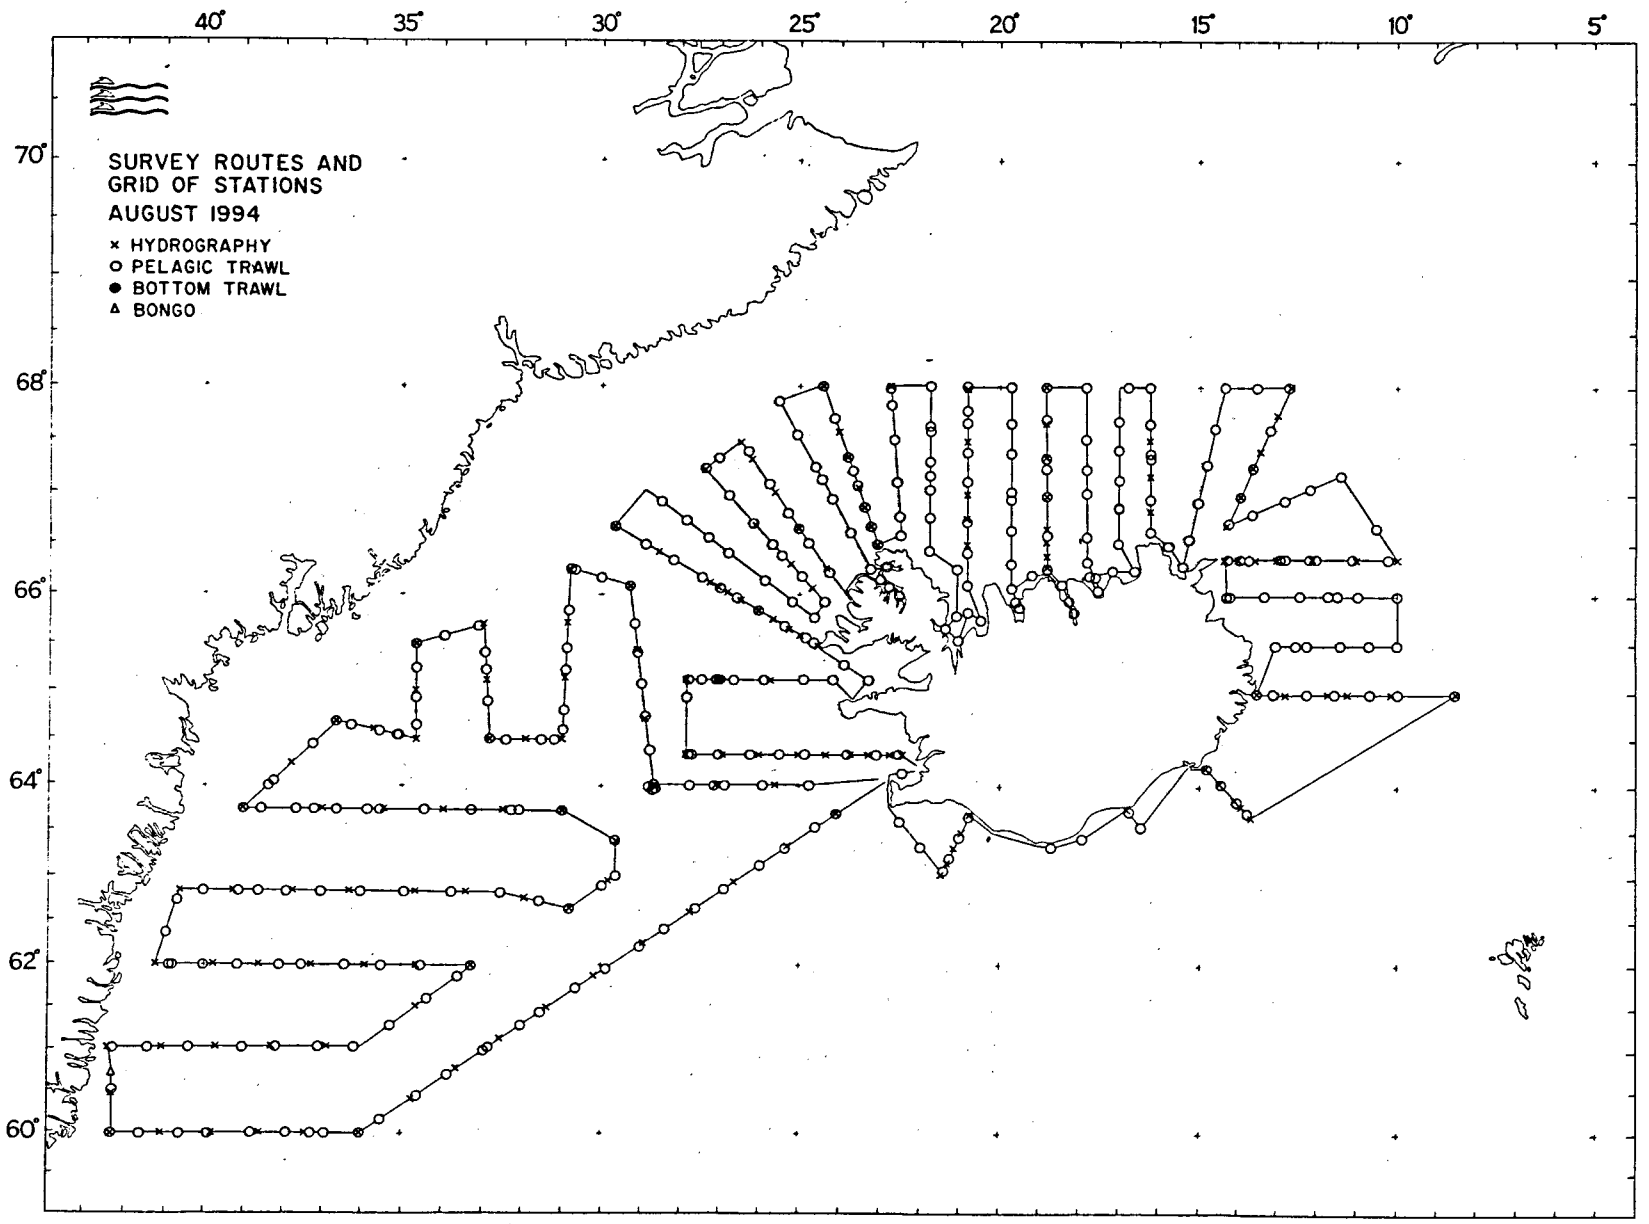 40° 35° 30° 25° 20° 15° 10° 5°
70°
SURVEY ROUTES AND
GRID OF STATIONS
AUGUST 1994
× HYDROGRAPHY
○ PELAGIC TRAWL
● BOTTOM TRAWL
△ BONGO
68°
66°
64°
62°
60°